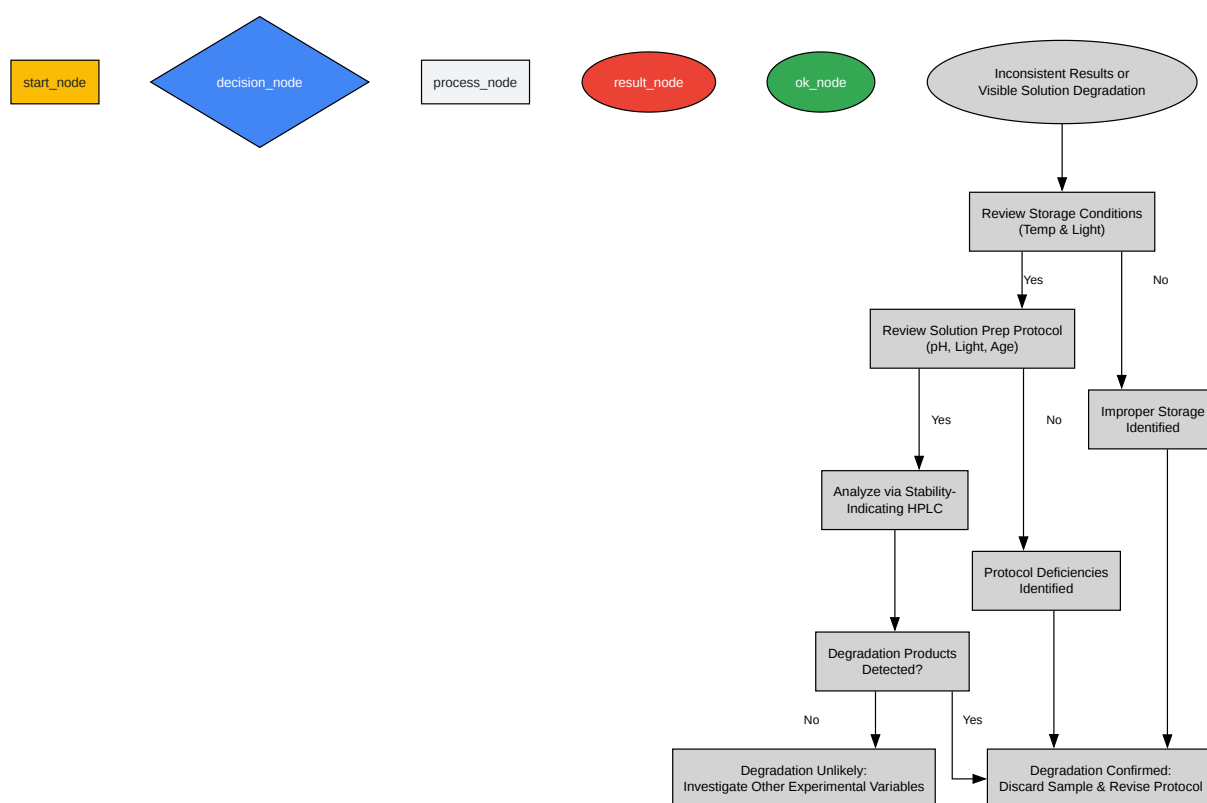 start_node
decision_node
process_node
result_node
ok_node
Inconsistent Results or
Visible Solution Degradation
Review Storage Conditions
(Temp & Light)
Yes
No
Review Solution Prep Protocol
(pH, Light, Age)
Yes
No
Improper Storage
Identified
Analyze via Stability-
Indicating HPLC
Protocol Deficiencies
Identified
Degradation Products
Detected?
No
Yes
Degradation Unlikely:
Investigate Other Experimental Variables
Degradation Confirmed:
Discard Sample & Revise Protocol